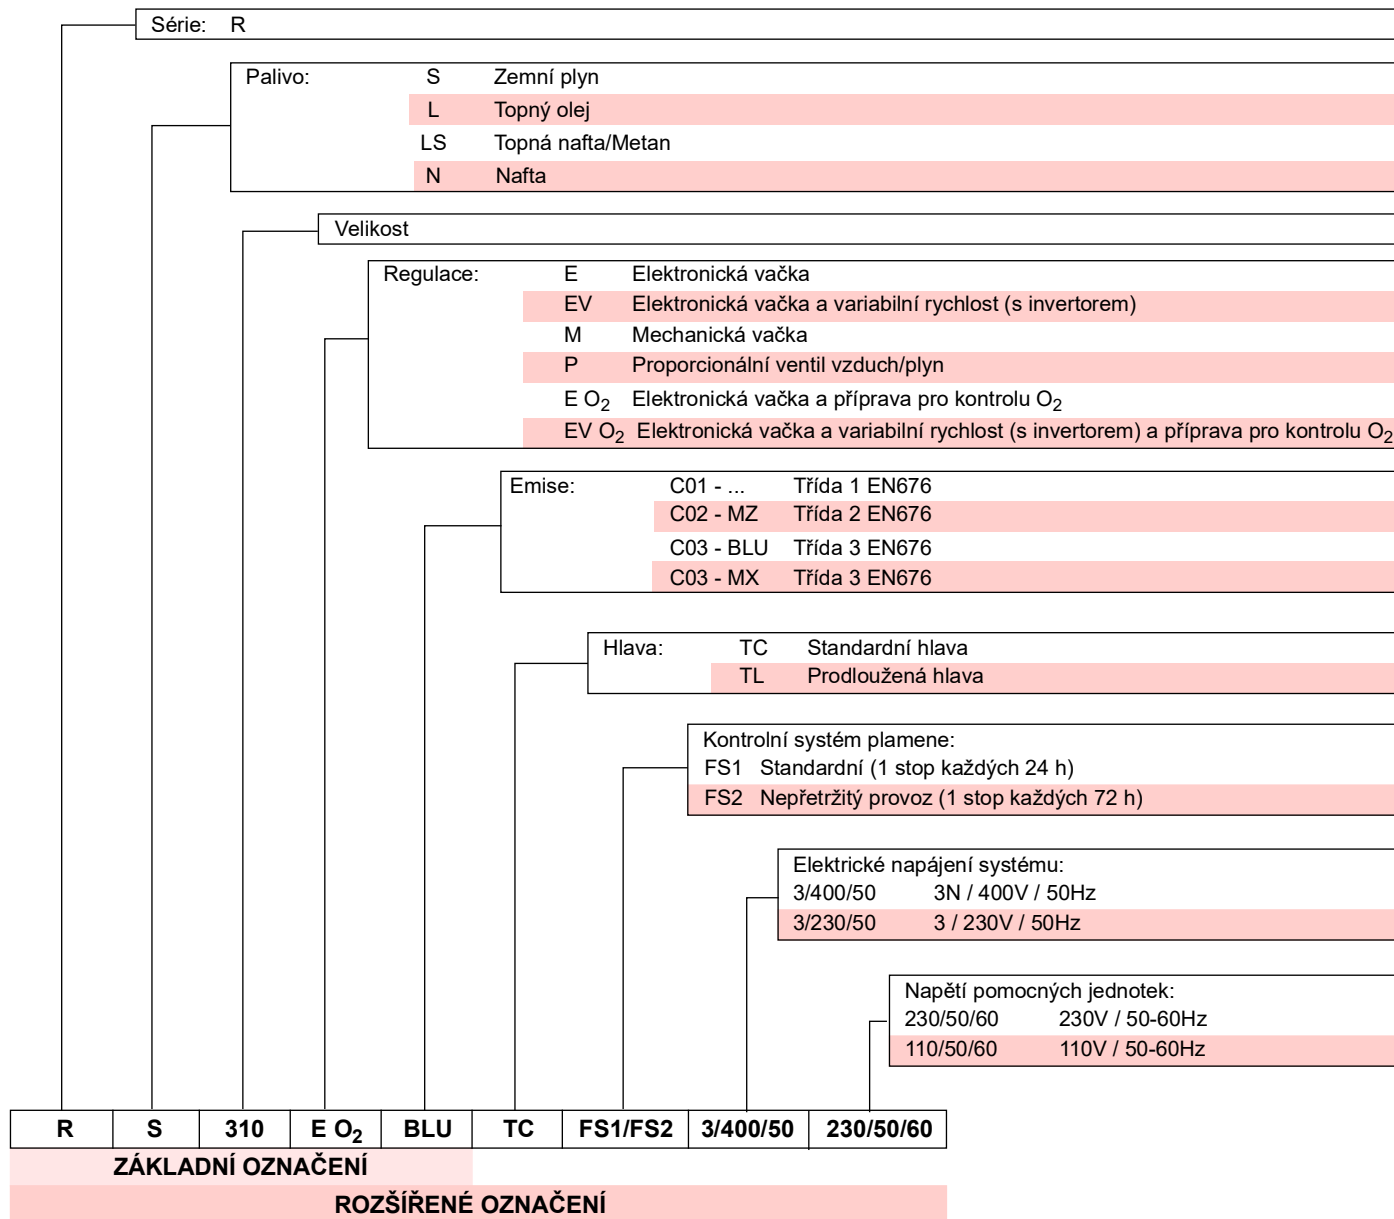 Série: R
Palivo: S Zemní plyn
L Topný olej
LS Topná nafta/Metan
N Nafta
Velikost
Regulace: E Elektronická vačka
EV Elektronická vačka a variabilní rychlost (s invertorem)
M Mechanická vačka
P Proporcionální ventil vzduch/plyn
E O₂ Elektronická vačka a příprava pro kontrolu O₂
EV O₂ Elektronická vačka a variabilní rychlost (s invertorem) a příprava pro kontrolu O₂
Emise: C01 - ... Třída 1 EN676
C02 - MZ Třída 2 EN676
C03 - BLU Třída 3 EN676
C03 - MX Třída 3 EN676
Hlava: TC Standardní hlava
TL Prodloužená hlava
Kontrolní systém plamene:
FS1 Standardní (1 stop každých 24 h)
FS2 Nepřetržitý provoz (1 stop každých 72 h)
Elektrické napájení systému:
3/400/50 3N / 400V / 50Hz
3/230/50 3 / 230V / 50Hz
Napětí pomocných jednotek:
230/50/60 230V / 50-60Hz
110/50/60 110V / 50-60Hz
R S 310 E O₂ BLU TC FS1/FS2 3/400/50 230/50/60
ZÁKLADNÍ OZNAČENÍ
ROZŠÍŘENÉ OZNAČENÍ